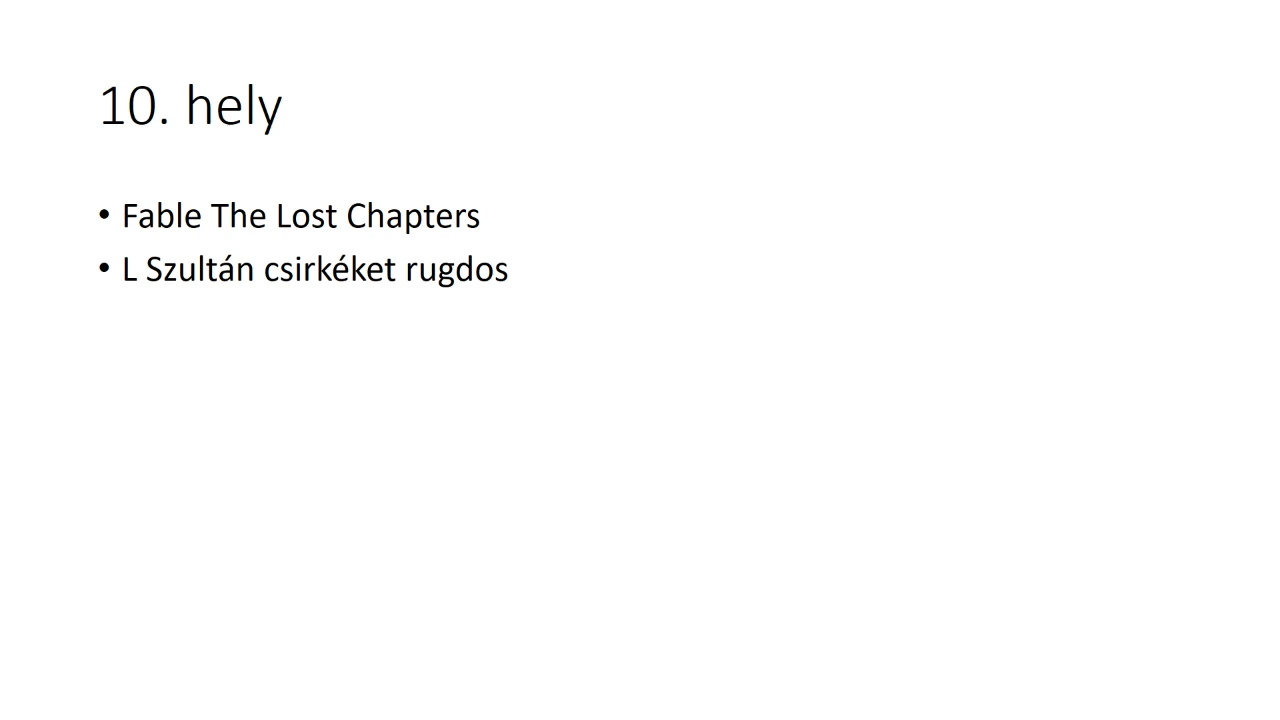 10. hely
• Fable The Lost Chapters
• L Szultán csirkéket rugdos